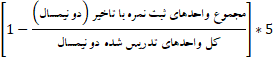 [1 − مجموع واحدهای ثبت نمره با تاخیر (دو نیمسال) / کل واحدهای تدریس شده دو نیمسال] * 5